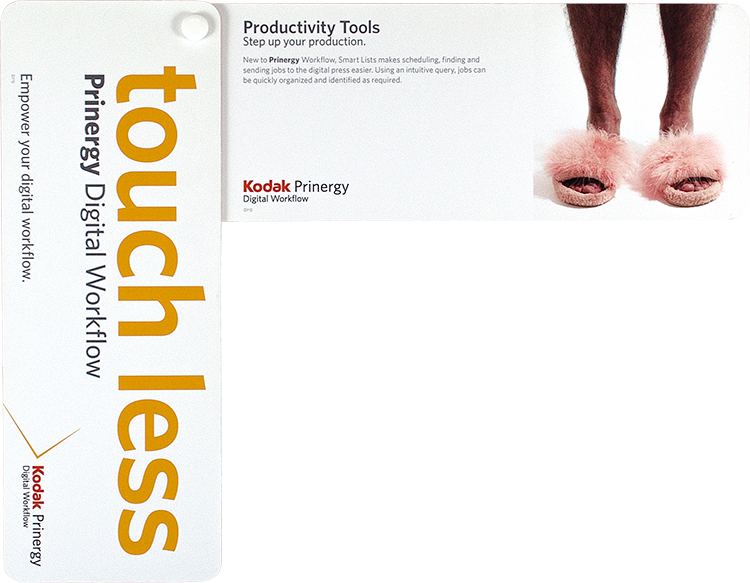 touch less
Prinergy Digital Workflow
Empower your digital workflow.
Kodak Prinergy
Digital Workflow
Productivity Tools
Step up your production.
New to Prinergy Workflow, Smart Lists makes scheduling, finding and
sending jobs to the digital press easier. Using an intuitive query, jobs can
be quickly organized and identified as required.
Kodak Prinergy
Digital Workflow